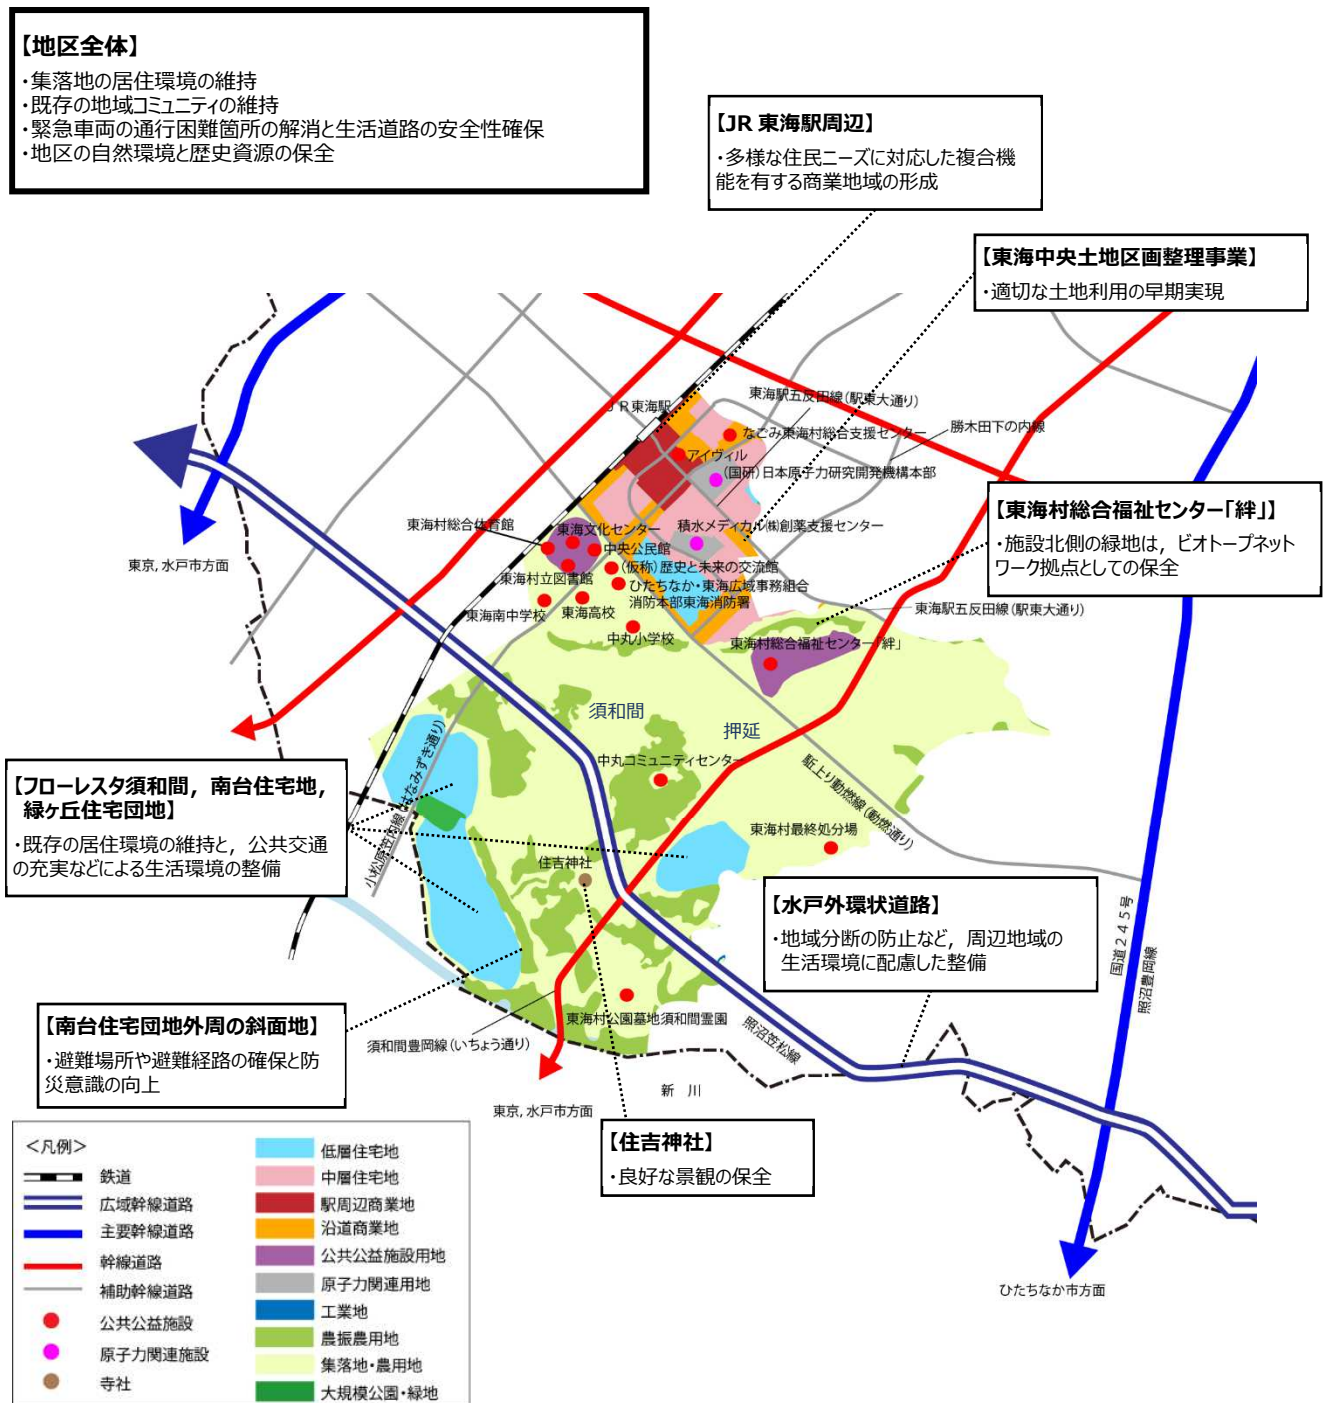 【地区全体】
・集落地の居住環境の維持
・既存の地域コミュニティの維持
・緊急車両の通行困難箇所の解消と生活道路の安全性確保
・地区の自然環境と歴史資源の保全
【JR 東海駅周辺】
・多様な住民ニーズに対応した複合機
能を有する商業地域の形成
【東海中央土地区画整理事業】
・適切な土地利用の早期実現
東海駅五反田線（駅東大通り）
JR東海駅
なごみ東海村総合支援センター
勝木田下の内線
アイヴィル
（国研）日本原子力研究開発機構本部
【東海村総合福祉センター「絆」】
・施設北側の緑地は，ビオトープネット
ワーク拠点としての保全
東海村総合体育館
東海文化センター
積水メディカル㈱創薬支援センター
中央公民館
（仮称）歴史と未来の交流館
東海村立図書館
ひたちなか・東海広域事務組合
消防本部東海消防署
東海南中学校
東海高校
中丸小学校
東海駅五反田線（駅東大通り）
東海村総合福祉センター「絆」
東京，水戸市方面
須和間
押延
中丸コミュニティセンター
駈上り動燃線（動燃通り）
小松原笠内線（はなみずき通り）
【フローレスタ須和間，南台住宅地，
緑ヶ丘住宅団地】
・既存の居住環境の維持と，公共交通
の充実などによる生活環境の整備
東海村最終処分場
住吉神社
【水戸外環状道路】
・地域分断の防止など，周辺地域の
生活環境に配慮した整備
国道２４５号
照沼豊岡線
【南台住宅団地外周の斜面地】
・避難場所や避難経路の確保と防
災意識の向上
東海村公園墓地須和間霊園
須和間豊岡線（いちょう通り）
照沼笠松線
新 川
東京，水戸市方面
【住吉神社】
・良好な景観の保全
ひたちなか市方面
＜凡例＞
鉄道
広域幹線道路
主要幹線道路
幹線道路
補助幹線道路
公共公益施設
原子力関連施設
寺社
低層住宅地
中層住宅地
駅周辺商業地
沿道商業地
公共公益施設用地
原子力関連用地
工業地
農振農用地
集落地・農用地
大規模公園・緑地